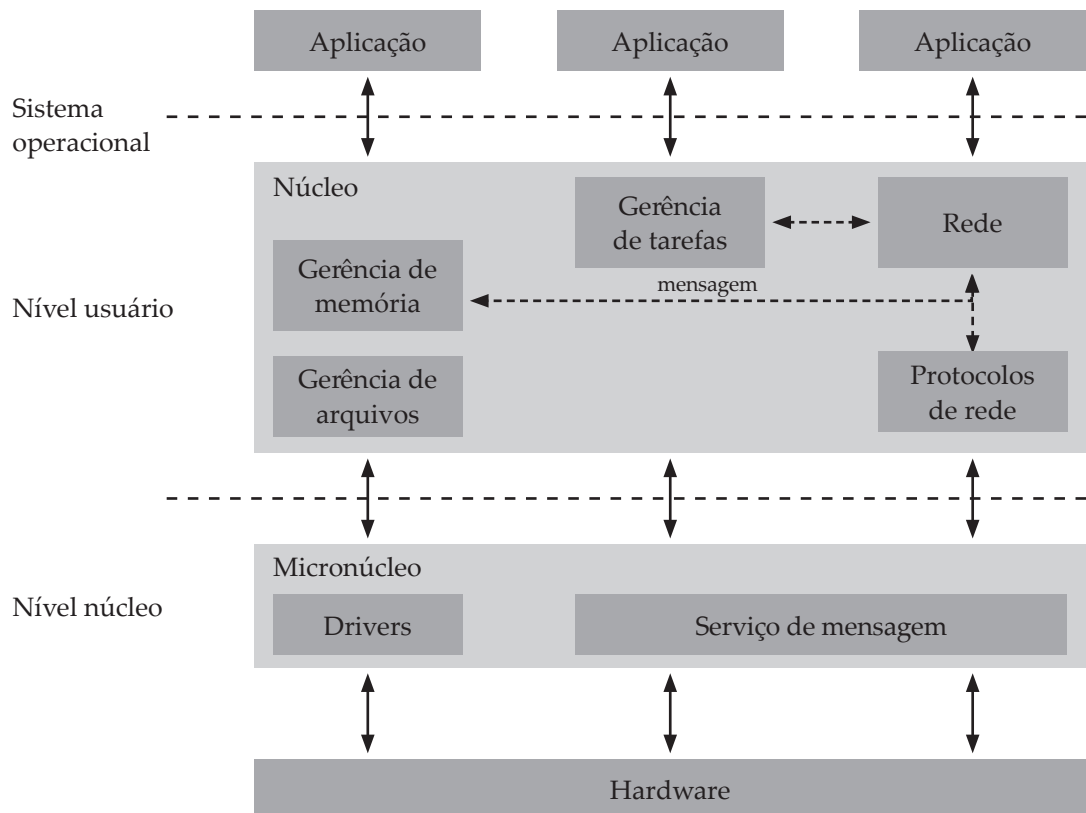 Aplicação
Aplicação
Aplicação
Sistema
operacional
Núcleo
Gerência
de tarefas
Rede
Gerência de
memória
mensagem
Nível usuário
Gerência de
arquivos
Protocolos
de rede
Micronúcleo
Nível núcleo
Drivers
Serviço de mensagem
Hardware